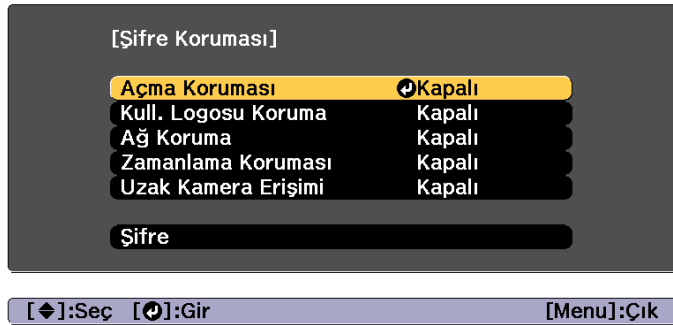 [Şifre Koruması]
Açma Koruması Kapalı
Kull. Logosu Koruma Kapalı
Ağ Koruma Kapalı
Zamanlama Koruması Kapalı
Uzak Kamera Erişimi Kapalı
Şifre
[◆]:Seç [↲]:Gir [Menu]:Çık